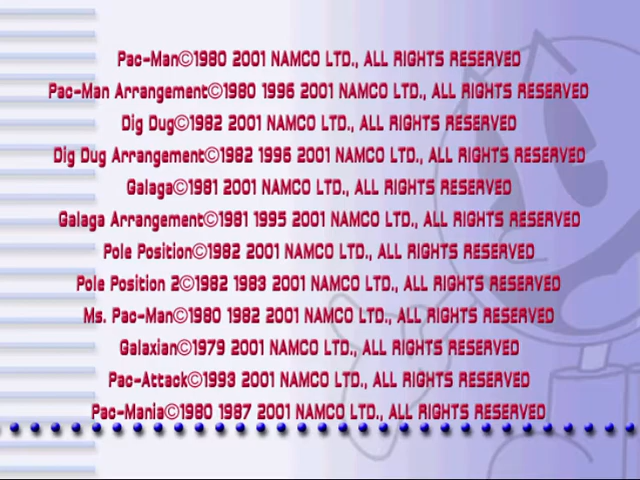 Pac-Man©1980 2001 NAMCO LTD., ALL RIGHTS RESERVED
Pac-Man Arrangement©1980 1996 2001 NAMCO LTD., ALL RIGHTS RESERVED
Dig Dug©1982 2001 NAMCO LTD., ALL RIGHTS RESERVED
Dig Dug Arrangement©1982 1996 2001 NAMCO LTD., ALL RIGHTS RESERVED
Galaga©1981 2001 NAMCO LTD., ALL RIGHTS RESERVED
Galaga Arrangement©1981 1995 2001 NAMCO LTD., ALL RIGHTS RESERVED
Pole Position©1982 2001 NAMCO LTD., ALL RIGHTS RESERVED
Pole Position 2©1982 1983 2001 NAMCO LTD., ALL RIGHTS RESERVED
Ms. Pac-Man©1980 1982 2001 NAMCO LTD., ALL RIGHTS RESERVED
Galaxian©1979 2001 NAMCO LTD., ALL RIGHTS RESERVED
Pac-Attack©1993 2001 NAMCO LTD., ALL RIGHTS RESERVED
Pac-Mania©1980 1987 2001 NAMCO LTD., ALL RIGHTS RESERVED